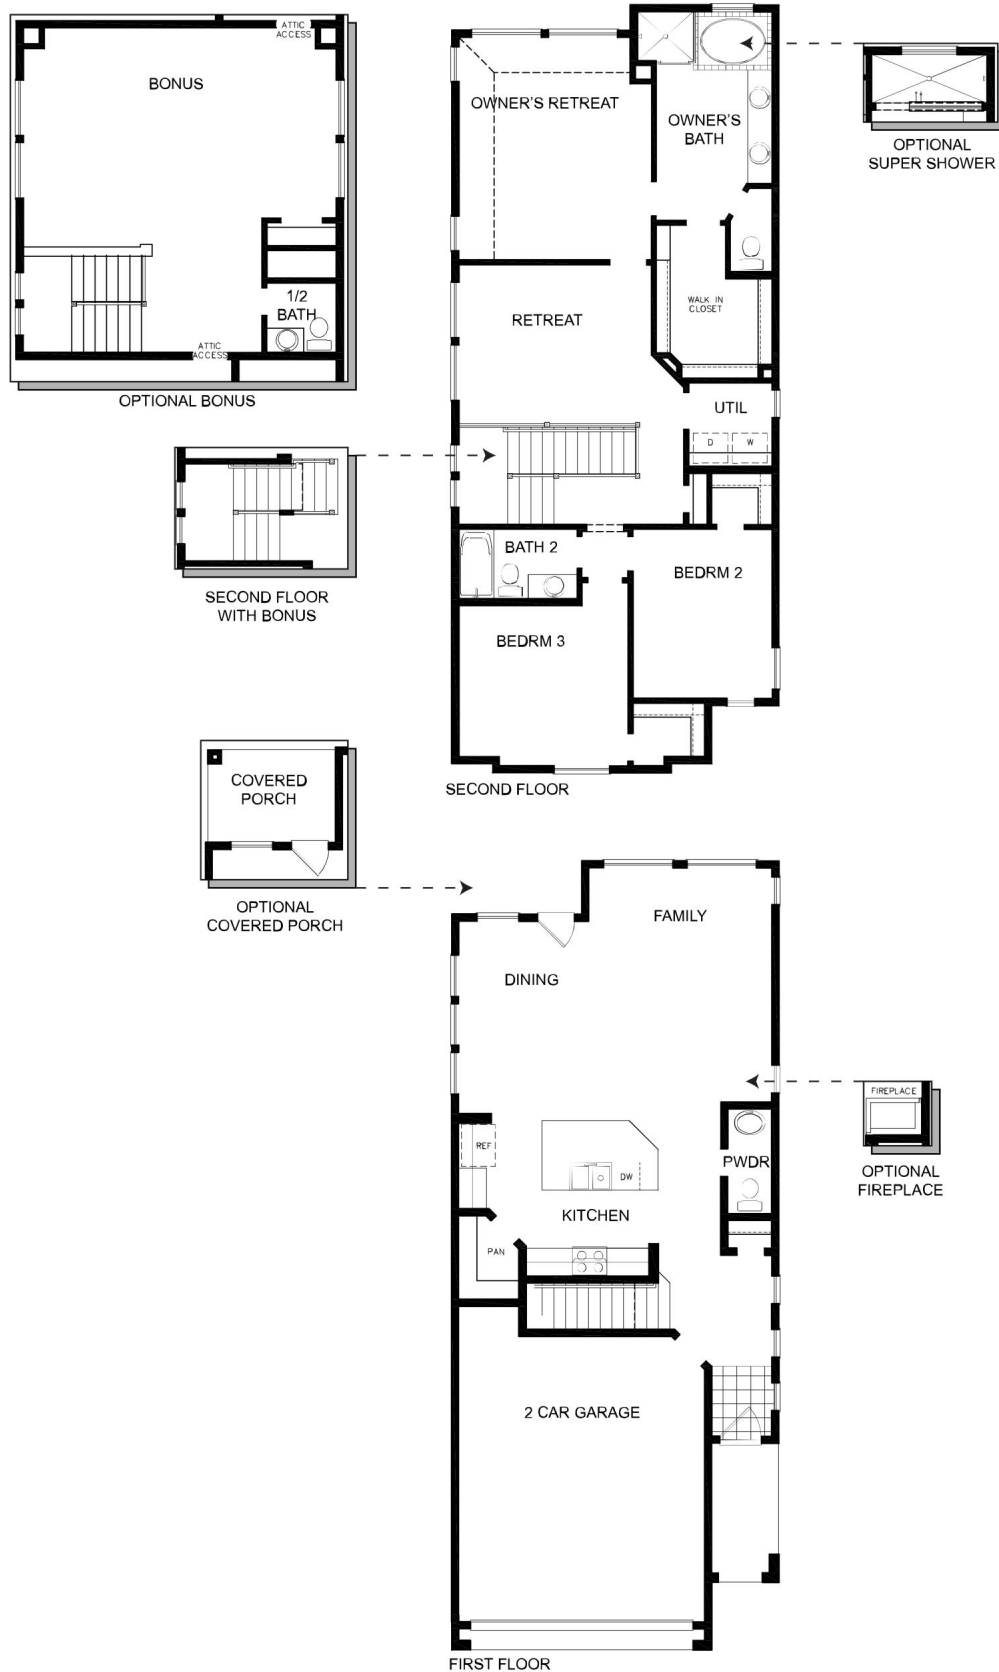 ATTIC
ACCESS
BONUS
1/2
BATH
ATTIC
ACCESS
OPTIONAL BONUS
OWNER'S RETREAT
OWNER'S
BATH
OPTIONAL
SUPER SHOWER
WALK IN
CLOSET
RETREAT
UTIL
D
W
SECOND FLOOR
WITH BONUS
BATH 2
BEDRM 2
BEDRM 3
SECOND FLOOR
COVERED
PORCH
OPTIONAL
COVERED PORCH
FAMILY
DINING
FIREPLACE
OPTIONAL
FIREPLACE
REF
DW
PWDR
KITCHEN
PAN
2 CAR GARAGE
FIRST FLOOR